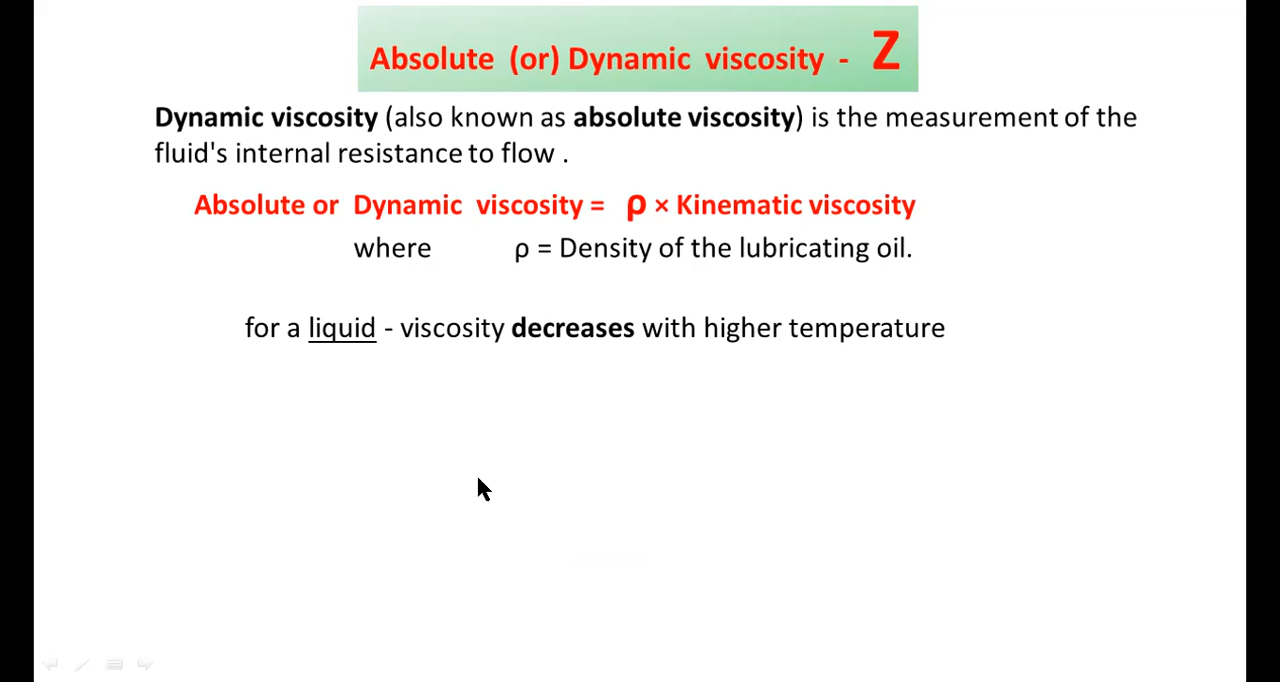 Absolute (or) Dynamic viscosity - Z
Dynamic viscosity (also known as absolute viscosity) is the measurement of the
fluid's internal resistance to flow .
Absolute or Dynamic viscosity = ρ × Kinematic viscosity
where ρ = Density of the lubricating oil.
for a liquid - viscosity decreases with higher temperature